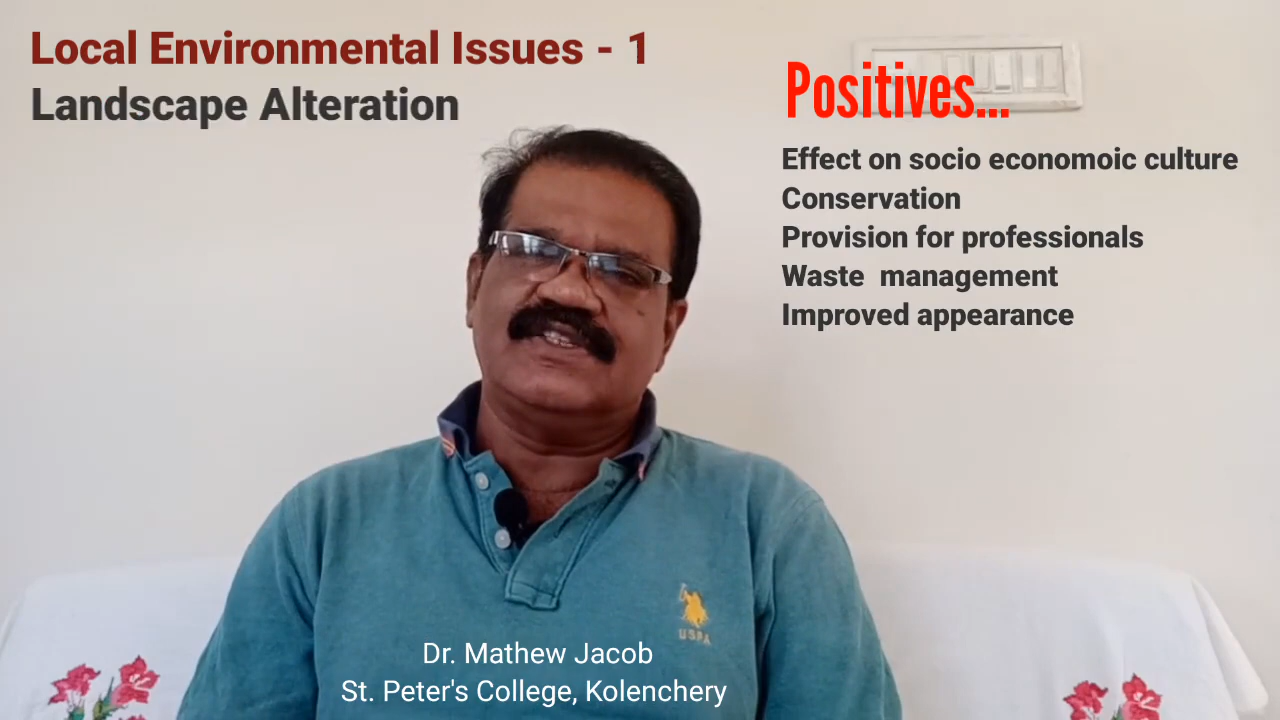 Local Environmental Issues - 1
Landscape Alteration
Positives...
Effect on socio economoic culture
Conservation
Provision for professionals
Waste management
Improved appearance
USPA
Dr. Mathew Jacob
St. Peter's College, Kolenchery